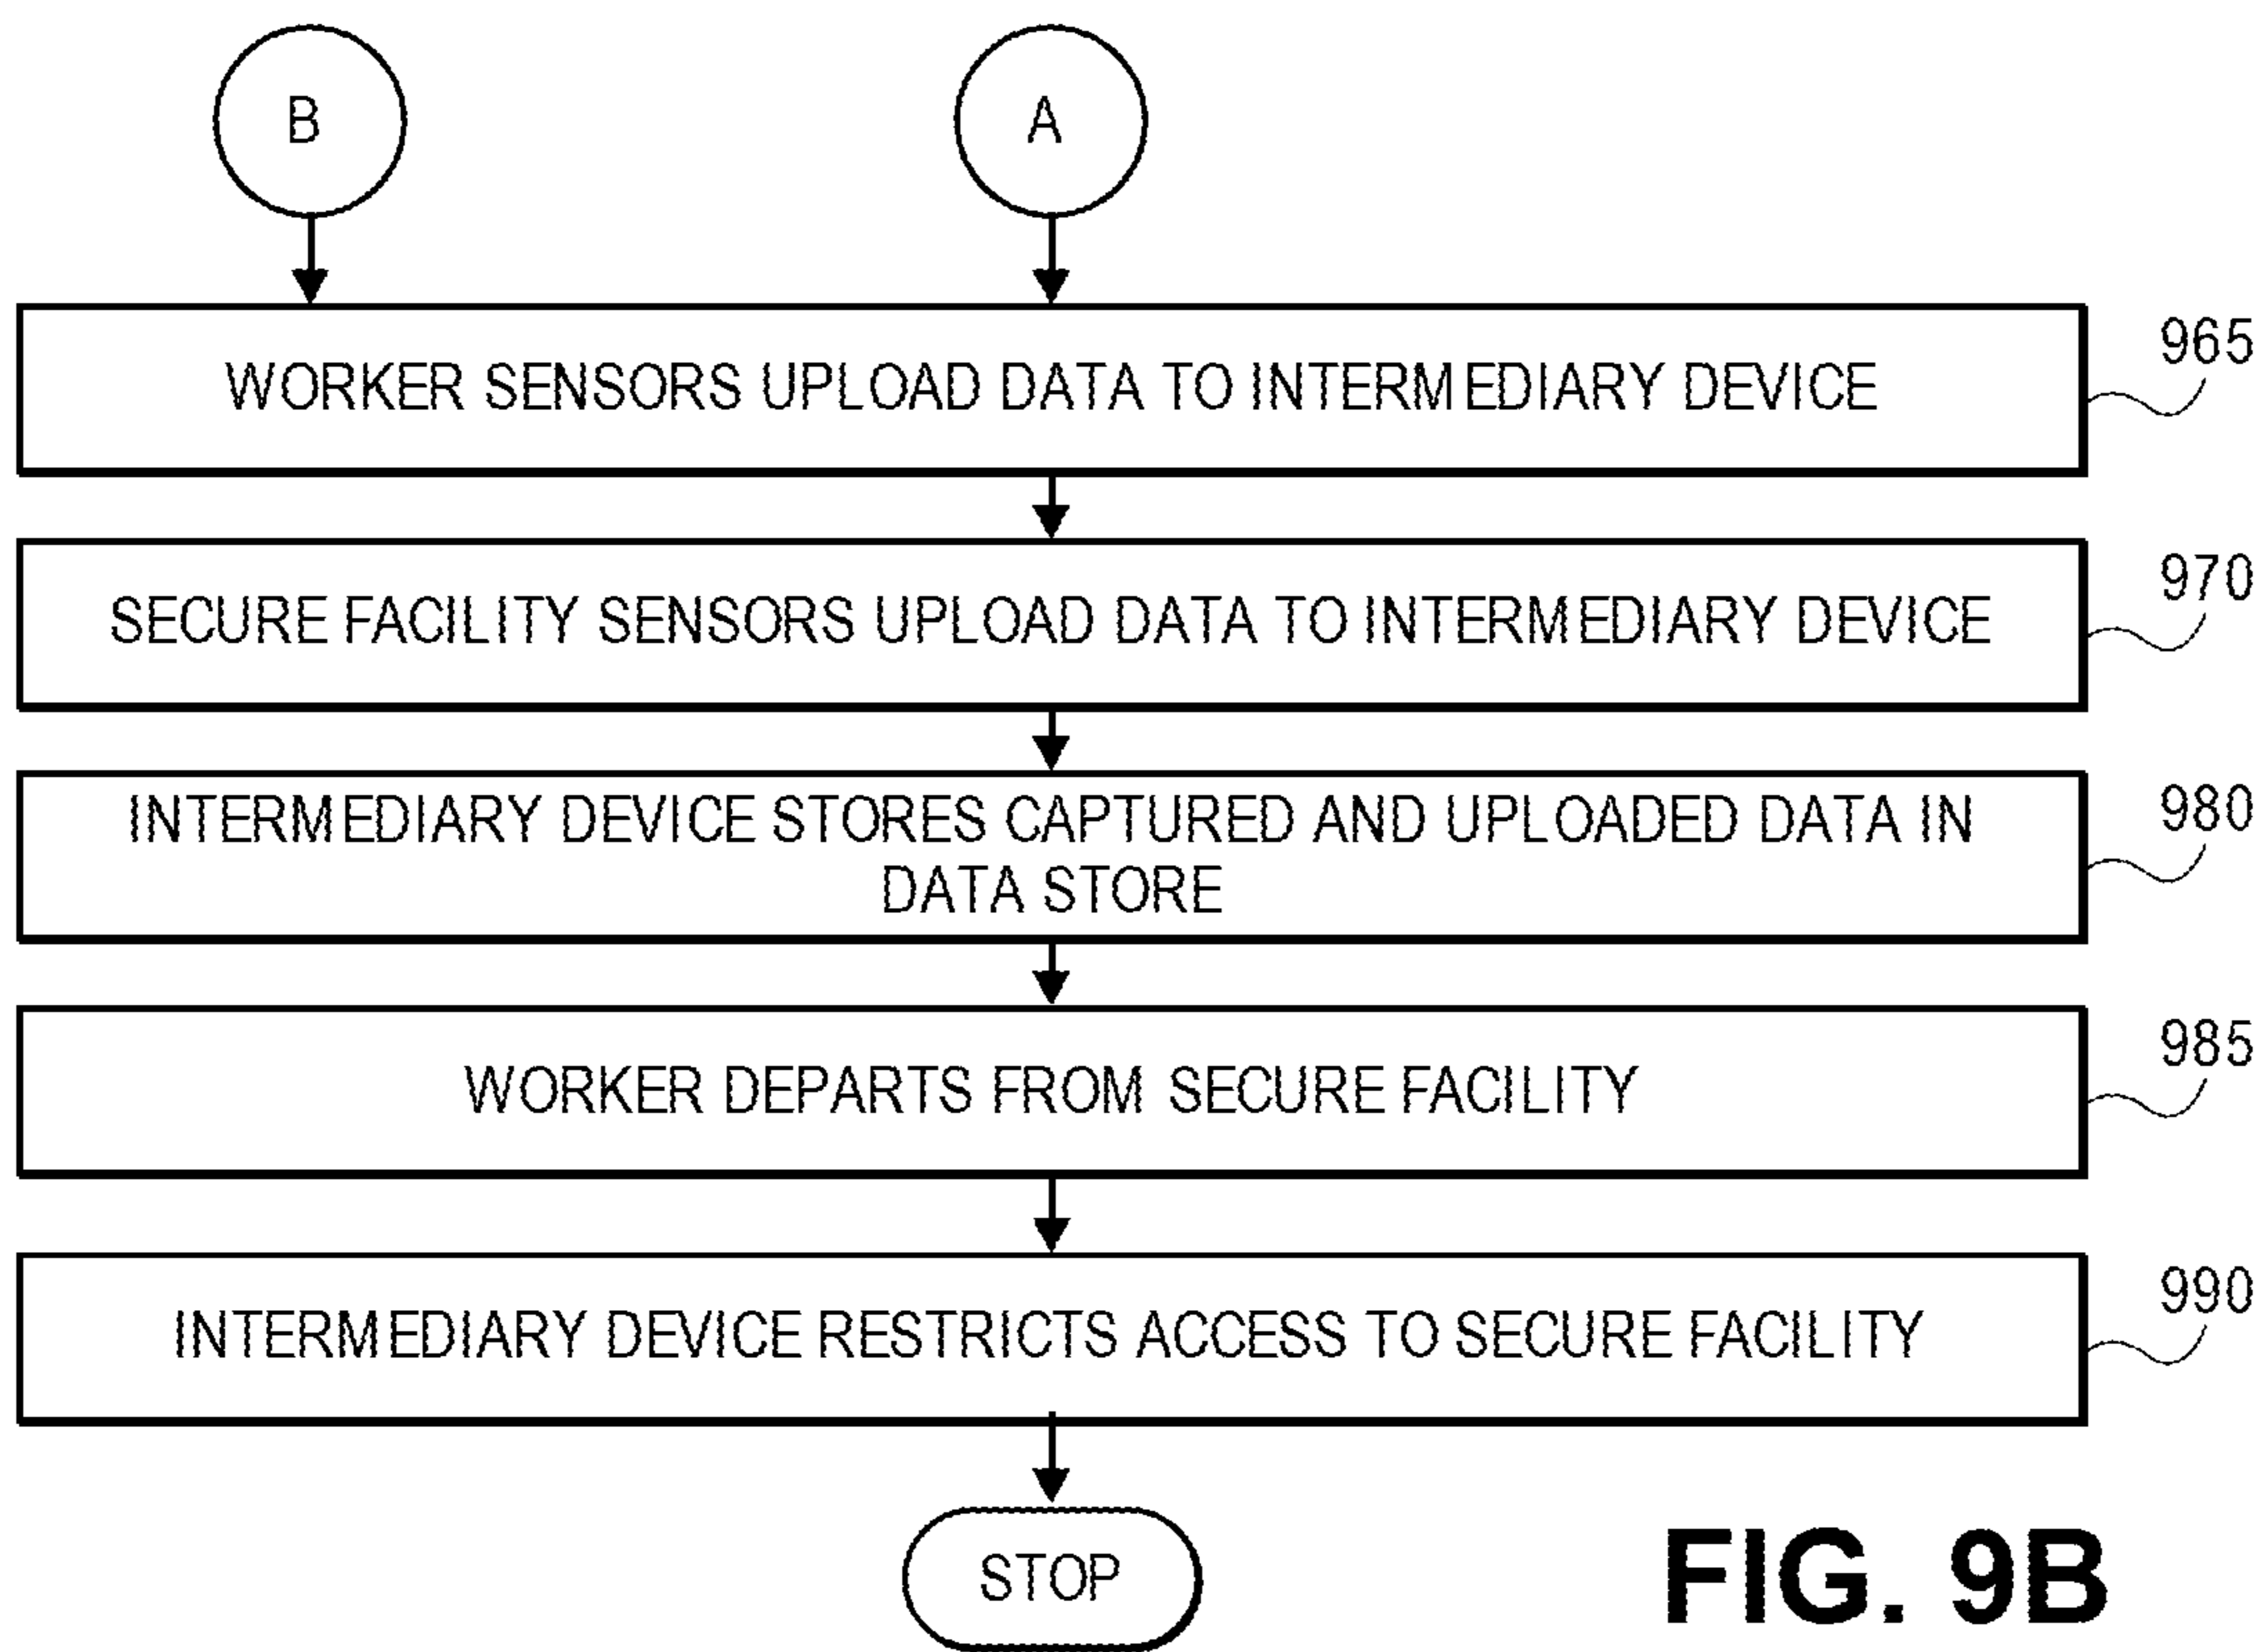 B
A
WORKER SENSORS UPLOAD DATA TO INTERMEDIARY DEVICE
965
SECURE FACILITY SENSORS UPLOAD DATA TO INTERMEDIARY DEVICE
970
INTERMEDIARY DEVICE STORES CAPTURED AND UPLOADED DATA IN
DATA STORE
980
WORKER DEPARTS FROM SECURE FACILITY
985
INTERMEDIARY DEVICE RESTRICTS ACCESS TO SECURE FACILITY
990
STOP
FIG. 9B